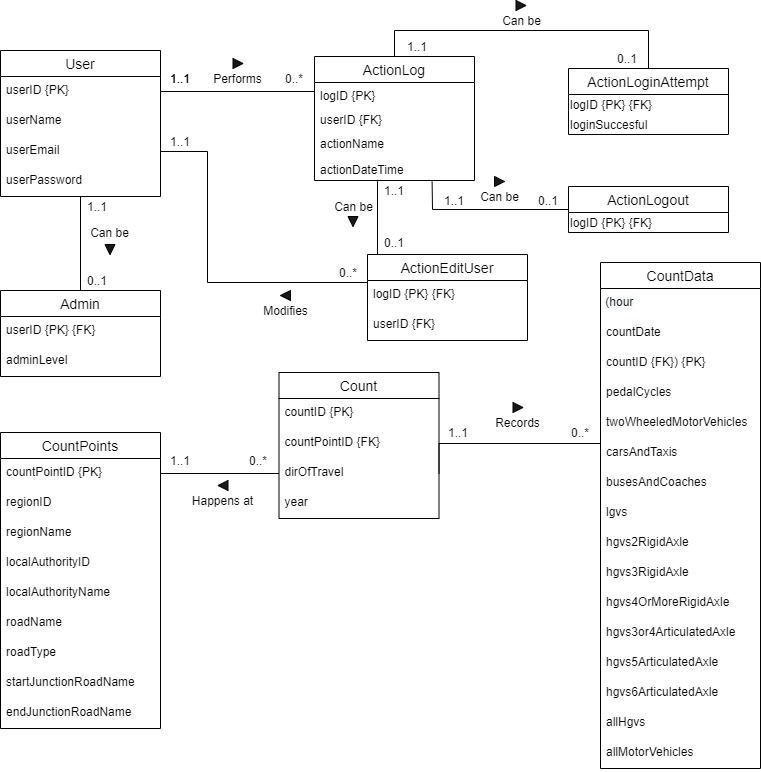 Can be
1..1
0..1
User
userID {PK}
userName
userEmail
userPassword
1..1
Performs
0..*
ActionLog
logID {PK}
userID {FK}
actionName
actionDateTime
ActionLoginAttempt
logID {PK} {FK}
loginSuccesful
1..1
1..1
Can be
0..1
1..1
Can be
0..1
ActionLogout
logID {PK} {FK}
1..1
Can be
0..1
0..*
Modifies
ActionEditUser
logID {PK} {FK}
userID {FK}
Admin
userID {PK} {FK}
adminLevel
CountData
(hour
countDate
countID {FK}) {PK}
pedalCycles
twoWheeledMotorVehicles
carsAndTaxis
busesAndCoaches
lgvs
hgvs2RigidAxle
hgvs3RigidAxle
hgvs4OrMoreRigidAxle
hgvs3or4ArticulatedAxle
hgvs5ArticulatedAxle
hgvs6ArticulatedAxle
allHgvs
allMotorVehicles
Count
countID {PK}
countPointID {FK}
dirOfTravel
year
1..1
Records
0..*
1..1
0..*
Happens at
CountPoints
countPointID {PK}
regionID
regionName
localAuthorityID
localAuthorityName
roadName
roadType
startJunctionRoadName
endJunctionRoadName